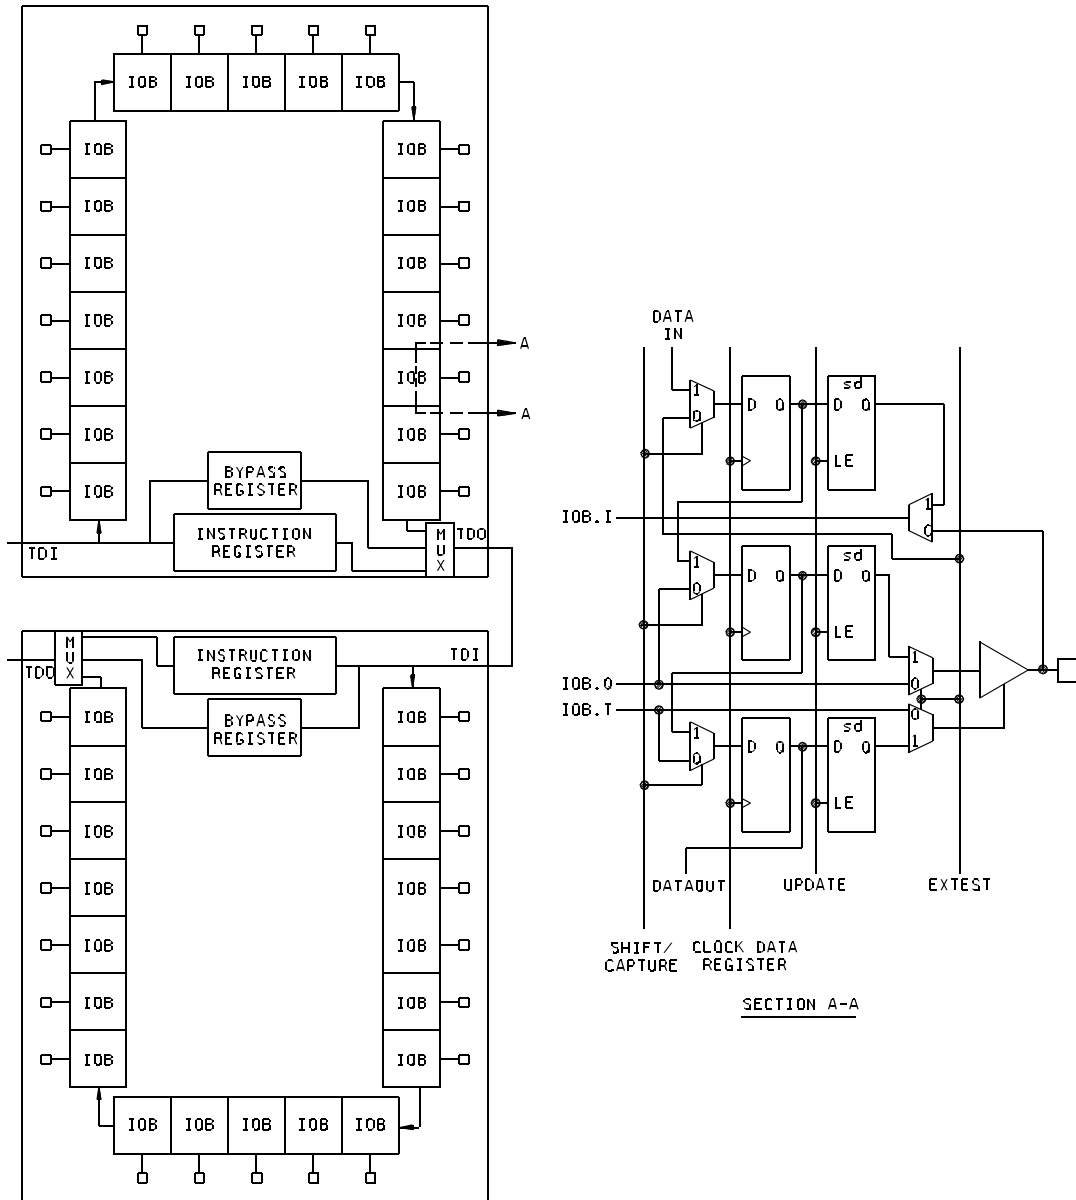 IOB IOB IOB IOB IOB
IOB IOB
IOB IOB
IOB IOB
IOB IOB
A
IOB IOB
A
IOB IOB
IOB IOB
BYPASS
REGISTER
INSTRUCTION
REGISTER
TDI
MUX
TDO
MUX
TDO
INSTRUCTION
REGISTER
TDI
BYPASS
REGISTER
IOB IOB
IOB IOB
IOB IOB
IOB IOB
IOB IOB
IOB IOB
IOB IOB
IOB IOB IOB IOB IOB
DATA
IN
1
0
D Q
sd
D Q
LE
IOB.I
1
0
1
0
D Q
sd
D Q
LE
IOB.O
IOB.T
1
0
0
1
1
0
D Q
sd
D Q
LE
DATAOUT
UPDATE
EXTEST
SHIFT/
CAPTURE
CLOCK DATA
REGISTER
SECTION A-A